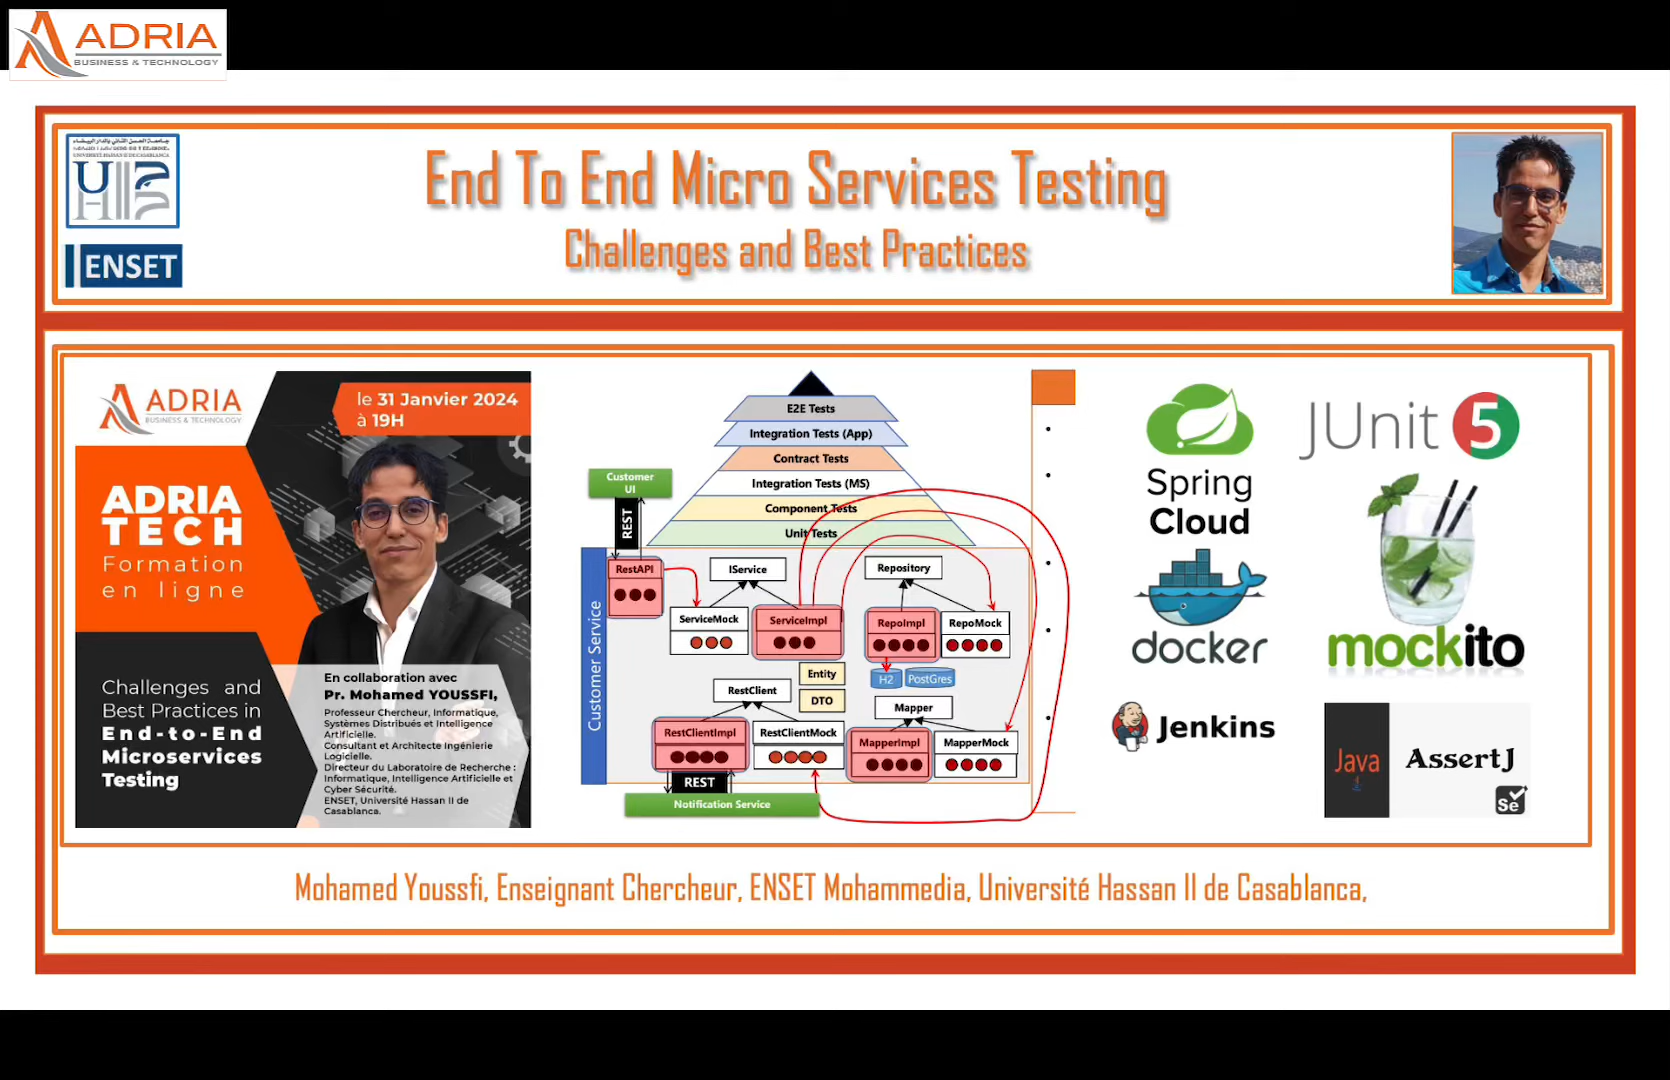 ADRIA
BUSINESS & TECHNOLOGY
End To End Micro Services Testing
Challenges and Best Practices
ENSET
ADRIA
BUSINESS & TECHNOLOGY
le 31 Janvier 2024
à 19H
ADRIA
TECH
Formation
en ligne
Challenges and
Best Practices in
End-to-End
Microservices
Testing
En collaboration avec
Pr. Mohamed YOUSSFI,
Professeur Chercheur, Informatique,
Systèmes Distribués et Intelligence
Artificielle.
Consultant et Architecte Ingénierie
Logicielle.
Directeur du Laboratoire de Recherche :
Informatique, Intelligence Artificielle et
Cyber Sécurité.
ENSET, Université Hassan II de
Casablanca.
E2E Tests
Integration Tests (App)
Contract Tests
Integration Tests (MS)
Component Tests
Unit Tests
Customer
UI
REST
Customer Service
RestAPI
IService
Repository
ServiceMock
ServiceImpl
RepoImpl
RepoMock
Entity
H2
PostGres
RestClient
DTO
Mapper
RestClientImpl
RestClientMock
MapperImpl
MapperMock
REST
Notification Service
Spring
Cloud
JUnit 5
docker
mockito
Jenkins
Java
AssertJ
Se
Mohamed Youssfi, Enseignant Chercheur, ENSET Mohammedia, Université Hassan II de Casablanca,